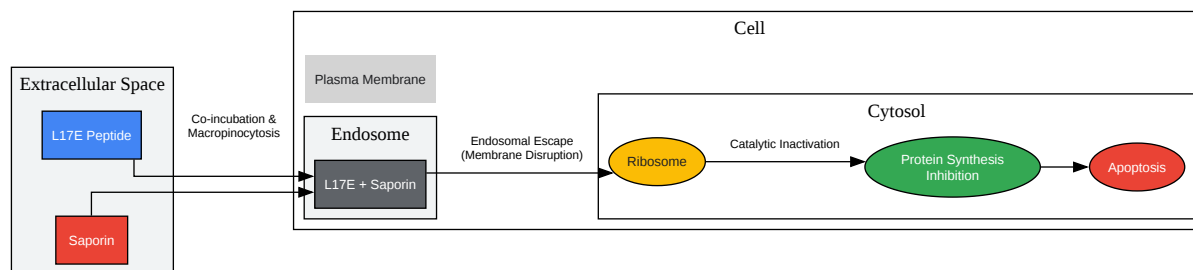 Cell
Plasma Membrane
Extracellular Space
L17E Peptide
Saporin
Co-incubation &
Macropinocytosis
Endosome
L17E + Saporin
Endosomal Escape
(Membrane Disruption)
Cytosol
Ribosome
Catalytic Inactivation
Protein Synthesis
Inhibition
Apoptosis